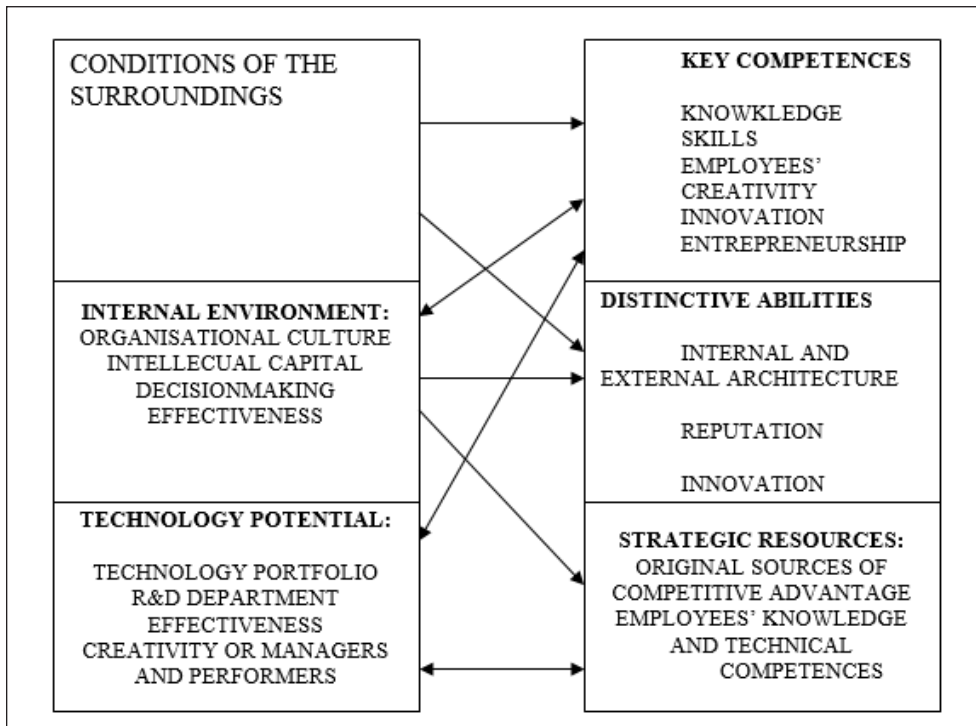 CONDITIONS OF THE
SURROUNDINGS
INTERNAL ENVIRONMENT:
ORGANISATIONAL CULTURE
INTELLECUAL CAPITAL
DECISIONMAKING
EFFECTIVENESS
TECHNOLOGY POTENTIAL:
TECHNOLOGY PORTFOLIO
R&D DEPARTMENT
EFFECTIVENESS
CREATIVITY OR MANAGERS
AND PERFORMERS
KEY COMPETENCES
KNOWKLEDGE
SKILLS
EMPLOYEES’
CREATIVITY
INNOVATION
ENTREPRENEURSHIP
DISTINCTIVE ABILITIES
INTERNAL AND
EXTERNAL ARCHITECTURE
REPUTATION
INNOVATION
STRATEGIC RESOURCES:
ORIGINAL SOURCES OF
COMPETITIVE ADVANTAGE
EMPLOYEES’ KNOWLEDGE
AND TECHNICAL
COMPETENCES